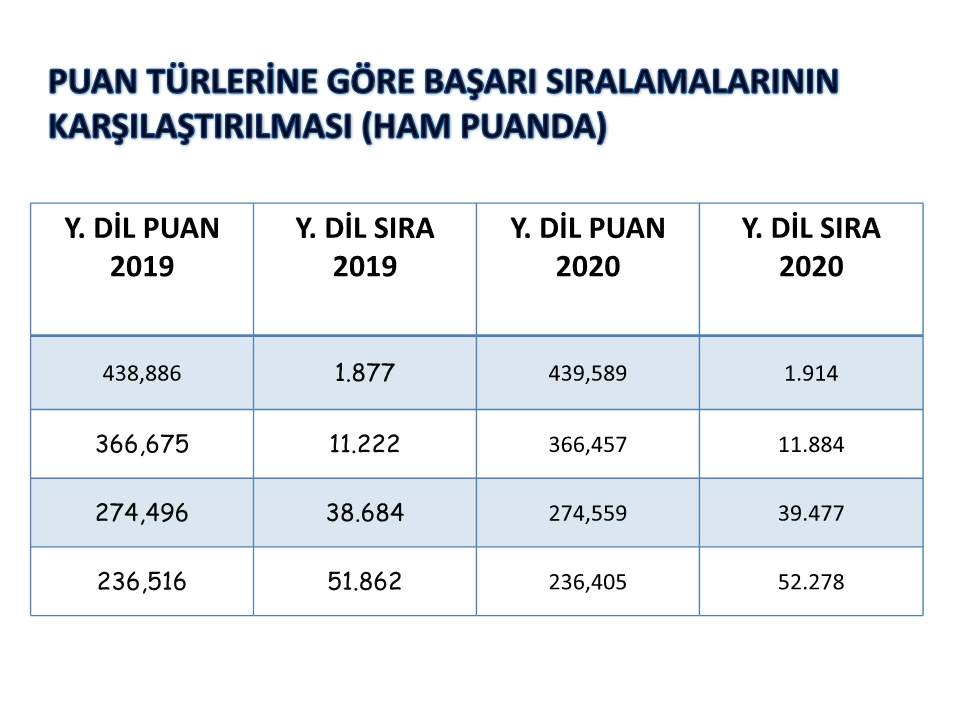 PUAN TÜRLERİNE GÖRE BAŞARI SIRALAMALARININ
KARŞILAŞTIRILMASI (HAM PUANDA)
Y. DİL PUAN 2019 Y. DİL SIRA 2019 Y. DİL PUAN 2020 Y. DİL SIRA 2020
438,886 1.877 439,589 1.914
366,675 11.222 366,457 11.884
274,496 38.684 274,559 39.477
236,516 51.862 236,405 52.278